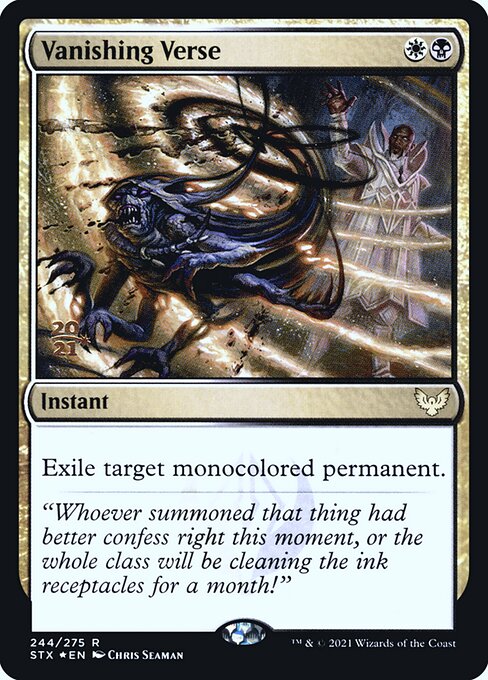 Vanishing Verse
20
21
Instant
Exile target monocolored permanent.
“Whoever summoned that thing had
better confess right this moment, or the
whole class will be cleaning the ink
receptacles for a month!”
244/275 R
STX ★ EN Chris Seaman
™ & © 2021 Wizards of the Coast